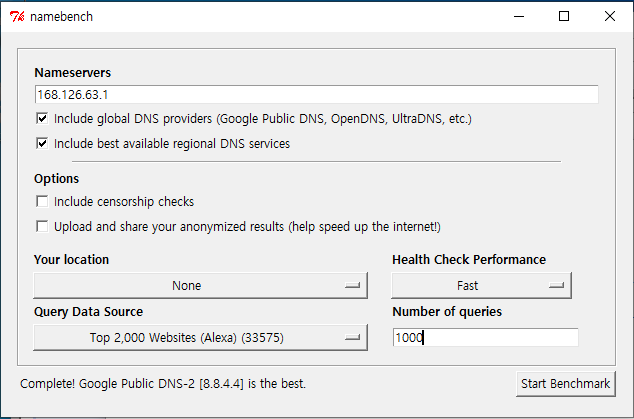 namebench
Nameservers
168.126.63.1
Include global DNS providers (Google Public DNS, OpenDNS, UltraDNS, etc.)
Include best available regional DNS services
Options
Include censorship checks
Upload and share your anonymized results (help speed up the internet!)
Your location
Health Check Performance
None
Fast
Query Data Source
Number of queries
Top 2,000 Websites (Alexa) (33575)
1000
Complete! Google Public DNS-2 [8.8.4.4] is the best.
Start Benchmark